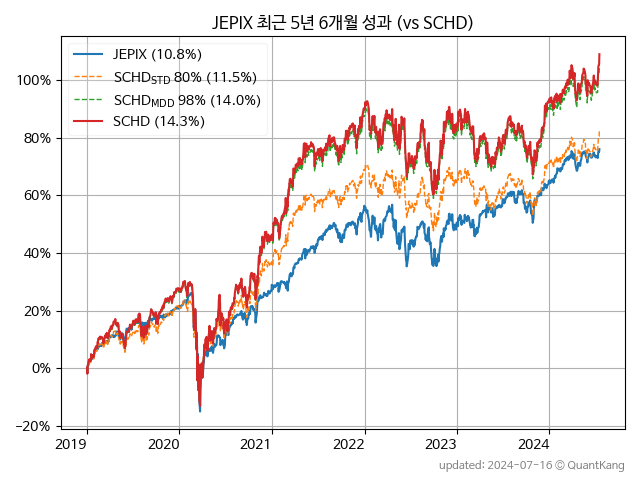 JEPIX 최근 5년 6개월 성과 (vs SCHD)
JEPIX (10.8%)
SCHD_STD 80% (11.5%)
SCHD_MDD 98% (14.0%)
SCHD (14.3%)
100%
80%
60%
40%
20%
0%
−20%
2019 2020 2021 2022 2023 2024
updated: 2024-07-16 © QuantKang